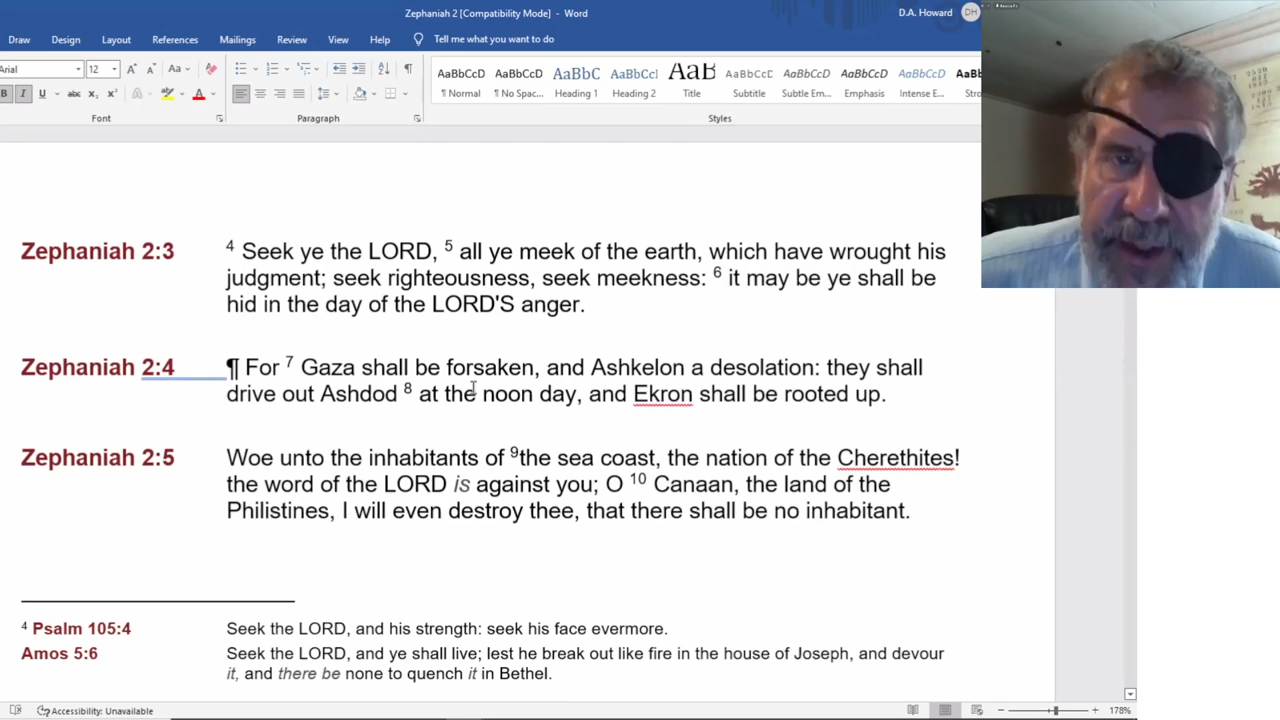 Zephaniah 2 [Compatibility Mode] - Word
D.A. Howard DH
Draw Design Layout References Mailings Review View Help Tell me what you want to do
Arial 12 Aa
B I U abc x₂ x² A A
AaBbCcD AaBbCcD AaBbC AaBbCcI AaB AaBbCcD AaBbCcD AaBbCcD AaBbCcD AaBb
¶ Normal ¶ No Spac... Heading 1 Heading 2 Title Subtitle Subtle Em... Emphasis Intense E... Stro
Font Paragraph Styles
Zephaniah 2:3 ⁴ Seek ye the LORD, ⁵ all ye meek of the earth, which have wrought his
judgment; seek righteousness, seek meekness: ⁶ it may be ye shall be
hid in the day of the LORD'S anger.
Zephaniah 2:4 ¶ For ⁷ Gaza shall be forsaken, and Ashkelon a desolation: they shall
drive out Ashdod ⁸ at the noon day, and Ekron shall be rooted up.
Zephaniah 2:5 Woe unto the inhabitants of ⁹the sea coast, the nation of the Cherethites!
the word of the LORD is against you; O ¹⁰ Canaan, the land of the
Philistines, I will even destroy thee, that there shall be no inhabitant.
⁴ Psalm 105:4 Seek the LORD, and his strength: seek his face evermore.
Amos 5:6 Seek the LORD, and ye shall live; lest he break out like fire in the house of Joseph, and devour
it, and there be none to quench it in Bethel.
Accessibility: Unavailable
178%